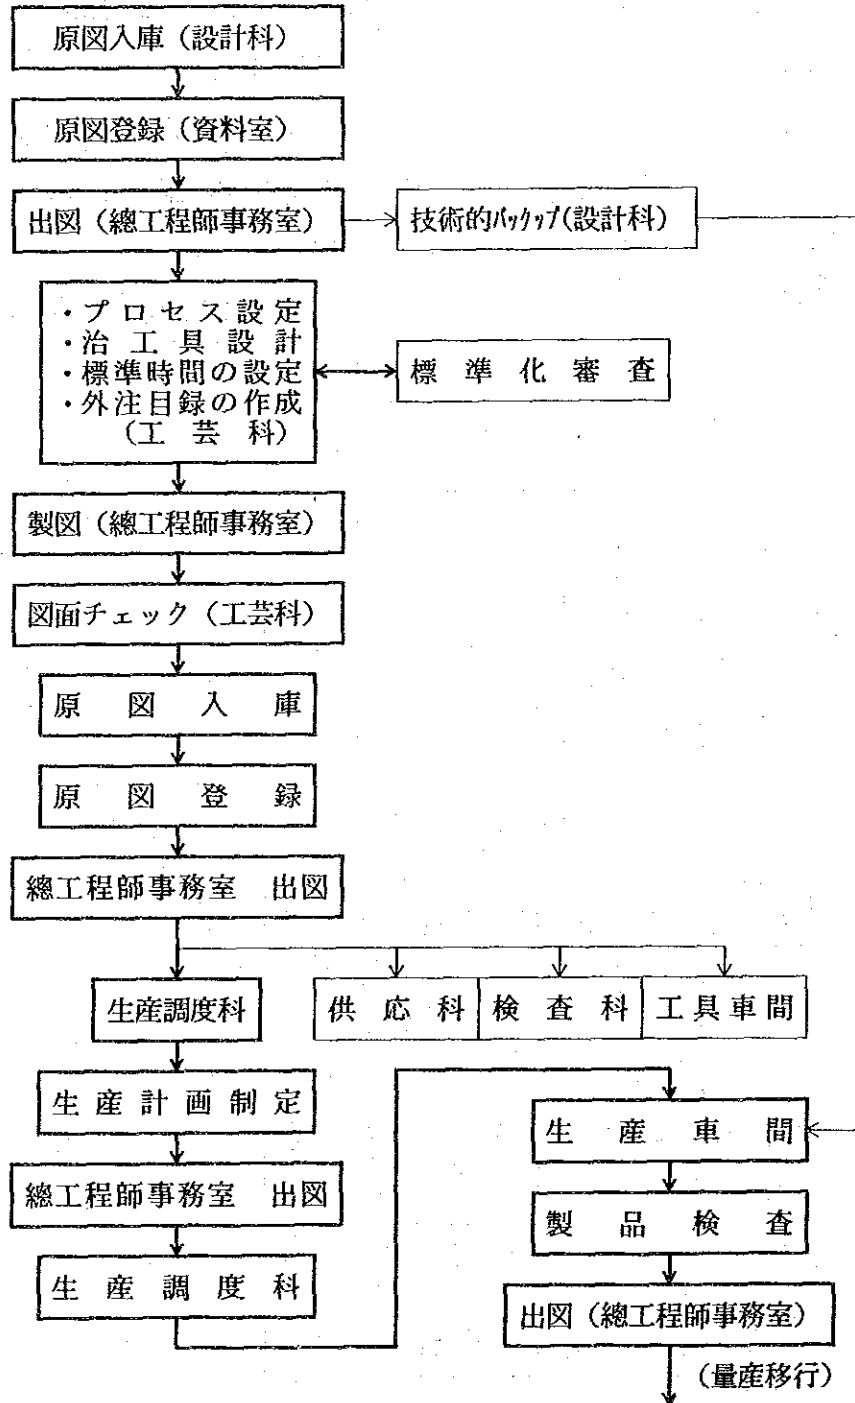 原図入庫（設計科）
原図登録（資料室）
出図（總工程師事務室）
技術的バックアップ（設計科）
・プロセス設定
・治工具設計
・標準時間の設定
・外注目録の作成
（工芸科）
標準化審査
製図（總工程師事務室）
図面チェック（工芸科）
原図入庫
原図登録
總工程師事務室 出図
生産調度科
供応科
検査科
工具車間
生産計画制定
總工程師事務室 出図
生産調度科
生産車間
製品検査
出図（總工程師事務室）
（量産移行）